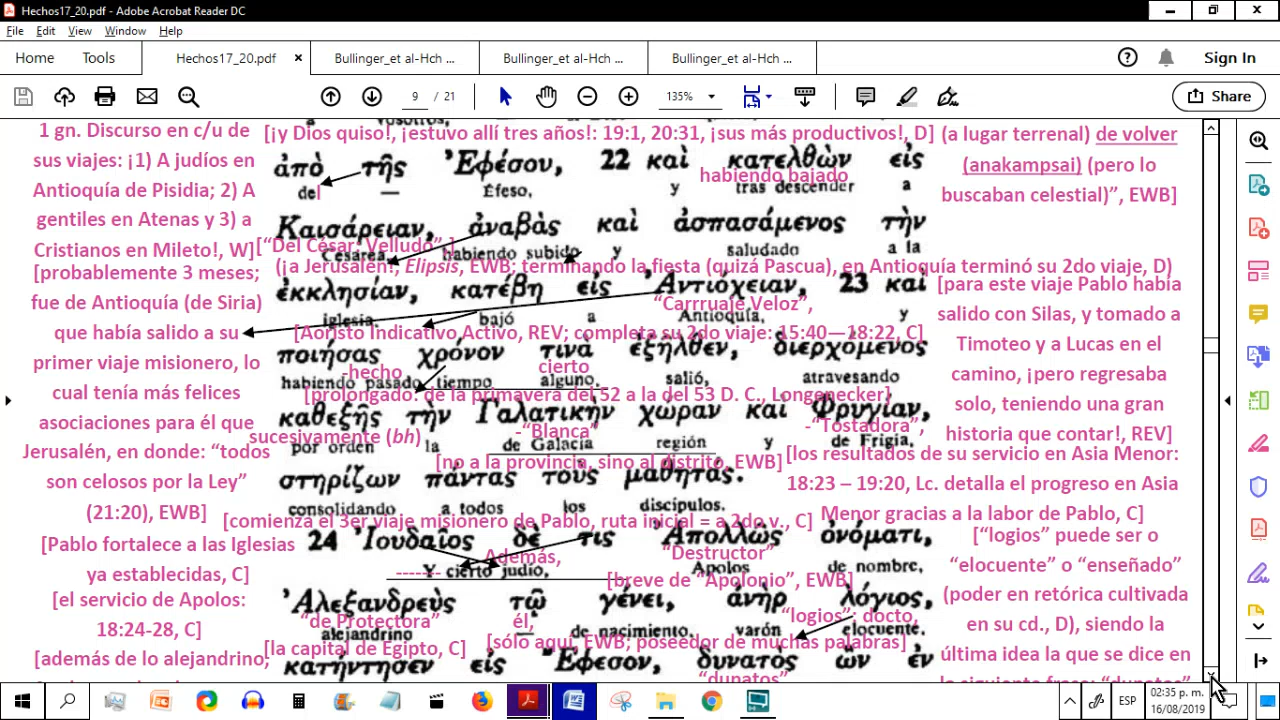 Hechos17_20.pdf - Adobe Acrobat Reader DC
File Edit View Window Help
Home Tools Hechos17_20.pdf × Bullinger_et al-Hch ... Bullinger_et al-Hch ... Bullinger_et al-Hch ... Sign In
9 / 21 135% Share
1 gn. Discurso en c/u de
sus viajes: ¡1) A judíos en
Antioquía de Pisidia; 2) A
gentiles en Atenas y 3) a
Cristianos en Mileto!, W]
[probablemente 3 meses;
fue de Antioquía (de Siria)
que había salido a su
primer viaje misionero, lo
cual tenía más felices
asociaciones para él que
Jerusalén, en donde: “todos
son celosos por la Ley”
(21:20), EWB]
[Pablo fortalece a las Iglesias
ya establecidas, C]
[el servicio de Apolos:
18:24-28, C]
[además de lo alejandrino;
[¡y Dios quiso!, ¡estuvo allí tres años!: 19:1, 20:31, ¡sus más productivos!, D]
ἀπὸ τῆς Ἐφέσου, 22 καὶ κατελθὼν εἰς
habiendo bajado
del — Éfeso, y tras descender a
Καισάρειαν, ἀναβὰς καὶ ἀσπασάμενος τὴν
[“Del César; Velludo”,]
Cesarea, habiendo subido y saludado a la
(¡a Jerusalén!, Elipsis, EWB; terminando la fiesta (quizá Pascua), en Antioquía terminó su 2do viaje, D)
ἐκκλησίαν, κατέβη εἰς Ἀντιόχειαν, 23 καὶ
“Carrruaje Veloz”,
iglesia, bajó a Antioquía, y
[Aoristo Indicativo Activo, REV; completa su 2do viaje: 15:40—18:22, C]
ποιήσας χρόνον τινὰ ἐξῆλθεν, διερχόμενος
-hecho cierto
habiendo pasado tiempo alguno, salió, atravesando
[prolongado: de la primavera del 52 a la del 53 D. C., Longenecker]
καθεξῆς τὴν Γαλατικὴν χώραν καὶ Φρυγίαν,
sucesivamente (bh) -“Blanca” -“Tostadora”,
por orden la de Galacia región y de Frigia,
[no a la provincia, sino al distrito, EWB]
στηρίζων πάντας τοὺς μαθητάς.
consolidando a todos los discípulos.
[comienza el 3er viaje misionero de Pablo, ruta inicial = a 2do v., C]
24 Ἰουδαῖος δέ τις Ἀπολλὼς ὀνόματι,
Además, “Destructor”
------- Y cierto judío, Apolos de nombre,
[breve de “Apolonio”, EWB]
Ἀλεξανδρεὺς τῷ γένει, ἀνὴρ λόγιος,
“de Protectora” él, “logios”: docto,
alejandrino — de nacimiento, varón elocuente,
[la capital de Egipto, C] [sólo aquí, EWB; poseedor de muchas palabras]
κατήντησεν εἰς Ἔφεσον, δυνατὸς ὢν ἐν
“dunatos”
(a lugar terrenal) de volver
(anakampsai) (pero lo
buscaban celestial)”, EWB]
[para este viaje Pablo había
salido con Silas, y tomado a
Timoteo y a Lucas en el
camino, ¡pero regresaba
solo, teniendo una gran
historia que contar!, REV]
[los resultados de su servicio en Asia Menor:
18:23 – 19:20, Lc. detalla el progreso en Asia
Menor gracias a la labor de Pablo, C]
[“logios” puede ser o
“elocuente” o “enseñado”
(poder en retórica cultivada
en su cd., D), siendo la
última idea la que se dice en
la siguiente frase: “dunatos”
ESP 02:35 p. m.
16/08/2019